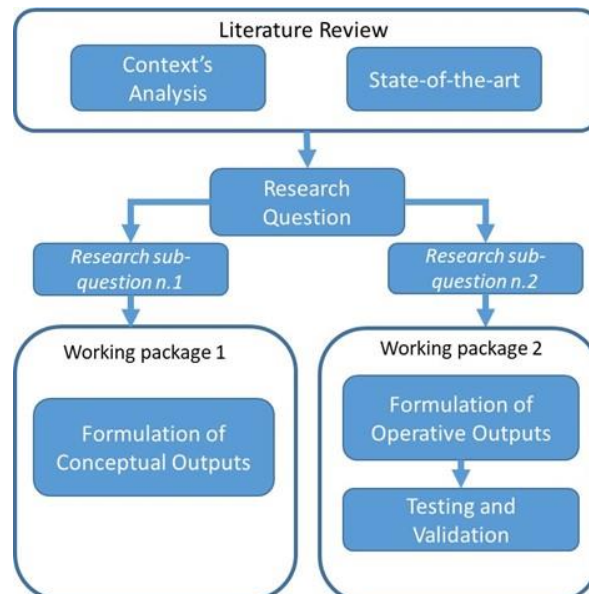 Literature Review
Context's
Analysis
State-of-the-art
Research
Question
Research sub-
question n.1
Research sub-
question n.2
Working package 1
Formulation of
Conceptual Outputs
Working package 2
Formulation of
Operative Outputs
Testing and
Validation